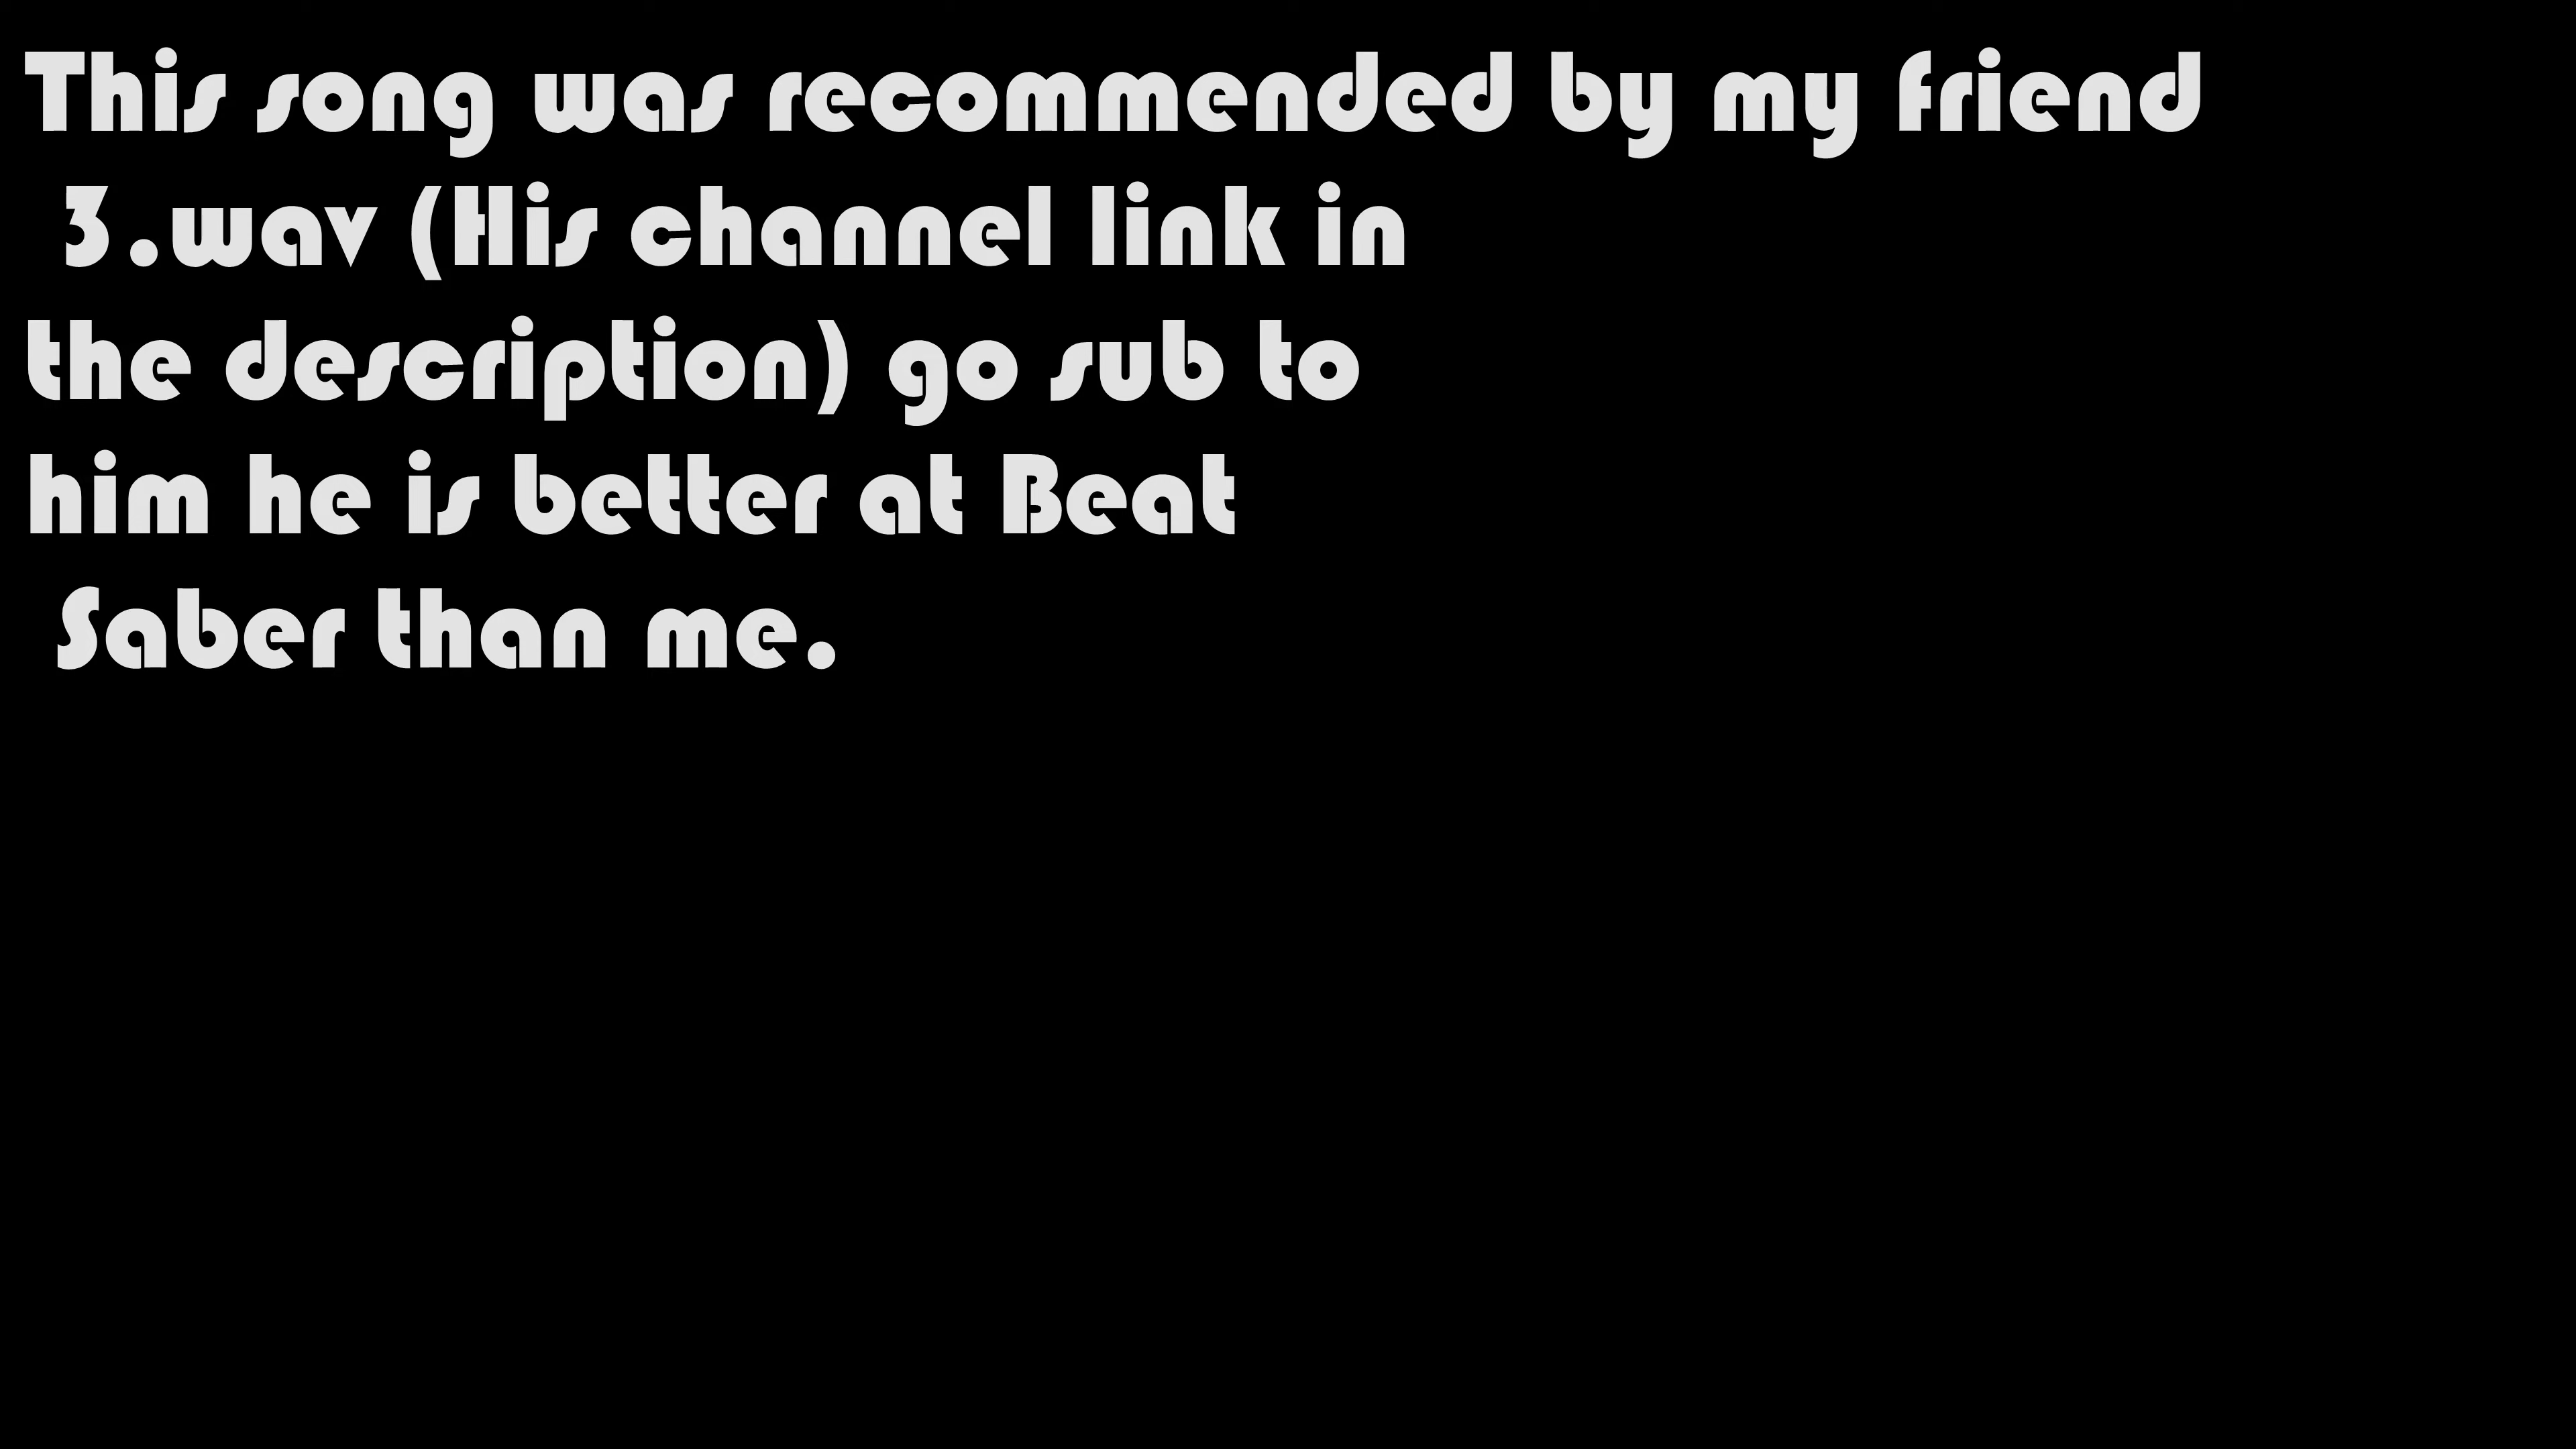 This song was recommended by my friend
3.wav (His channel link in
the description) go sub to
him he is better at Beat
Saber than me.